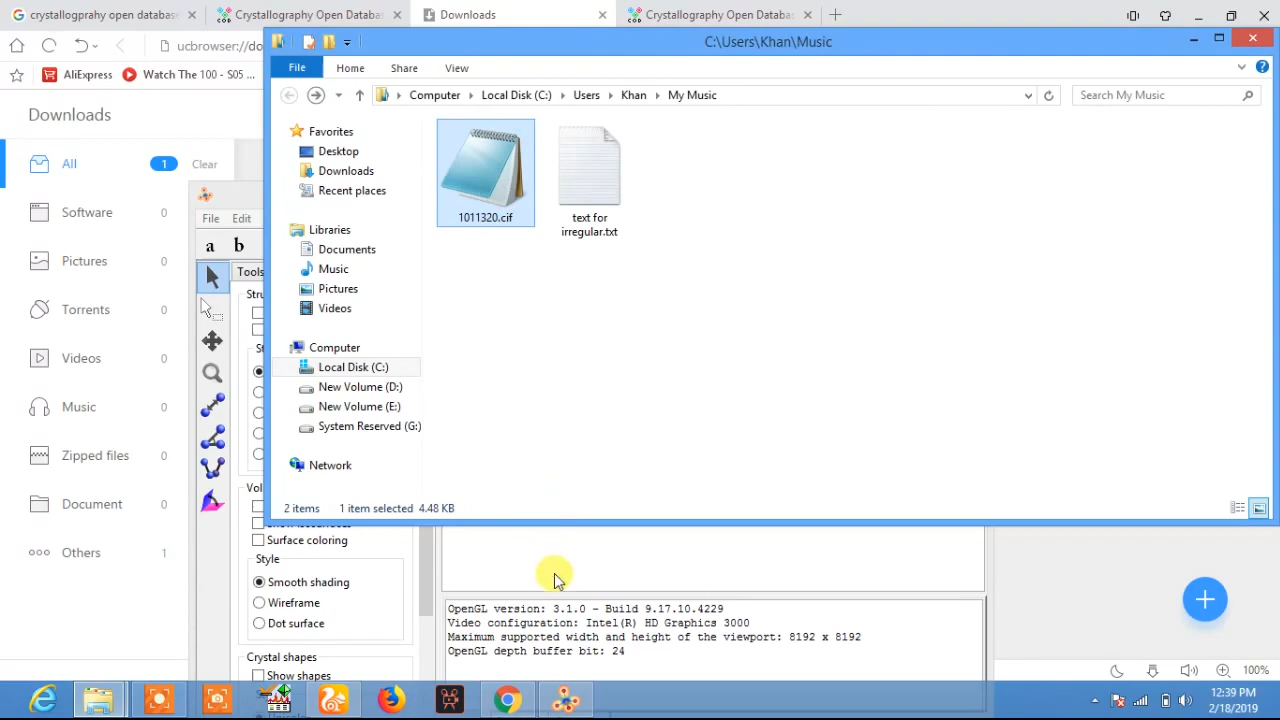 crystallography open database
Crystallography Open Databas
Downloads
Crystallography Open Databas
ucbrowser://do
AliExpress
Watch The 100 - S05 ...
Downloads
All
1
Clear
Software
0
Pictures
0
Torrents
0
Videos
0
Music
0
Zipped files
0
Document
0
Others
1
File
Edit
a
b
Tools
Stru
St
Vol
Surface coloring
Style
Smooth shading
Wireframe
Dot surface
Crystal shapes
Show shapes
C:\Users\Khan\Music
File
Home
Share
View
Computer
Local Disk (C:)
Users
Khan
My Music
Search My Music
Favorites
Desktop
Downloads
Recent places
Libraries
Documents
Music
Pictures
Videos
Computer
Local Disk (C:)
New Volume (D:)
New Volume (E:)
System Reserved (G:)
Network
1011320.cif
text for
irregular.txt
2 items
1 item selected 4.48 KB
OpenGL version: 3.1.0 - Build 9.17.10.4229
Video configuration: Intel(R) HD Graphics 3000
Maximum supported width and height of the viewport: 8192 x 8192
OpenGL depth buffer bit: 24
100%
12:39 PM
2/18/2019